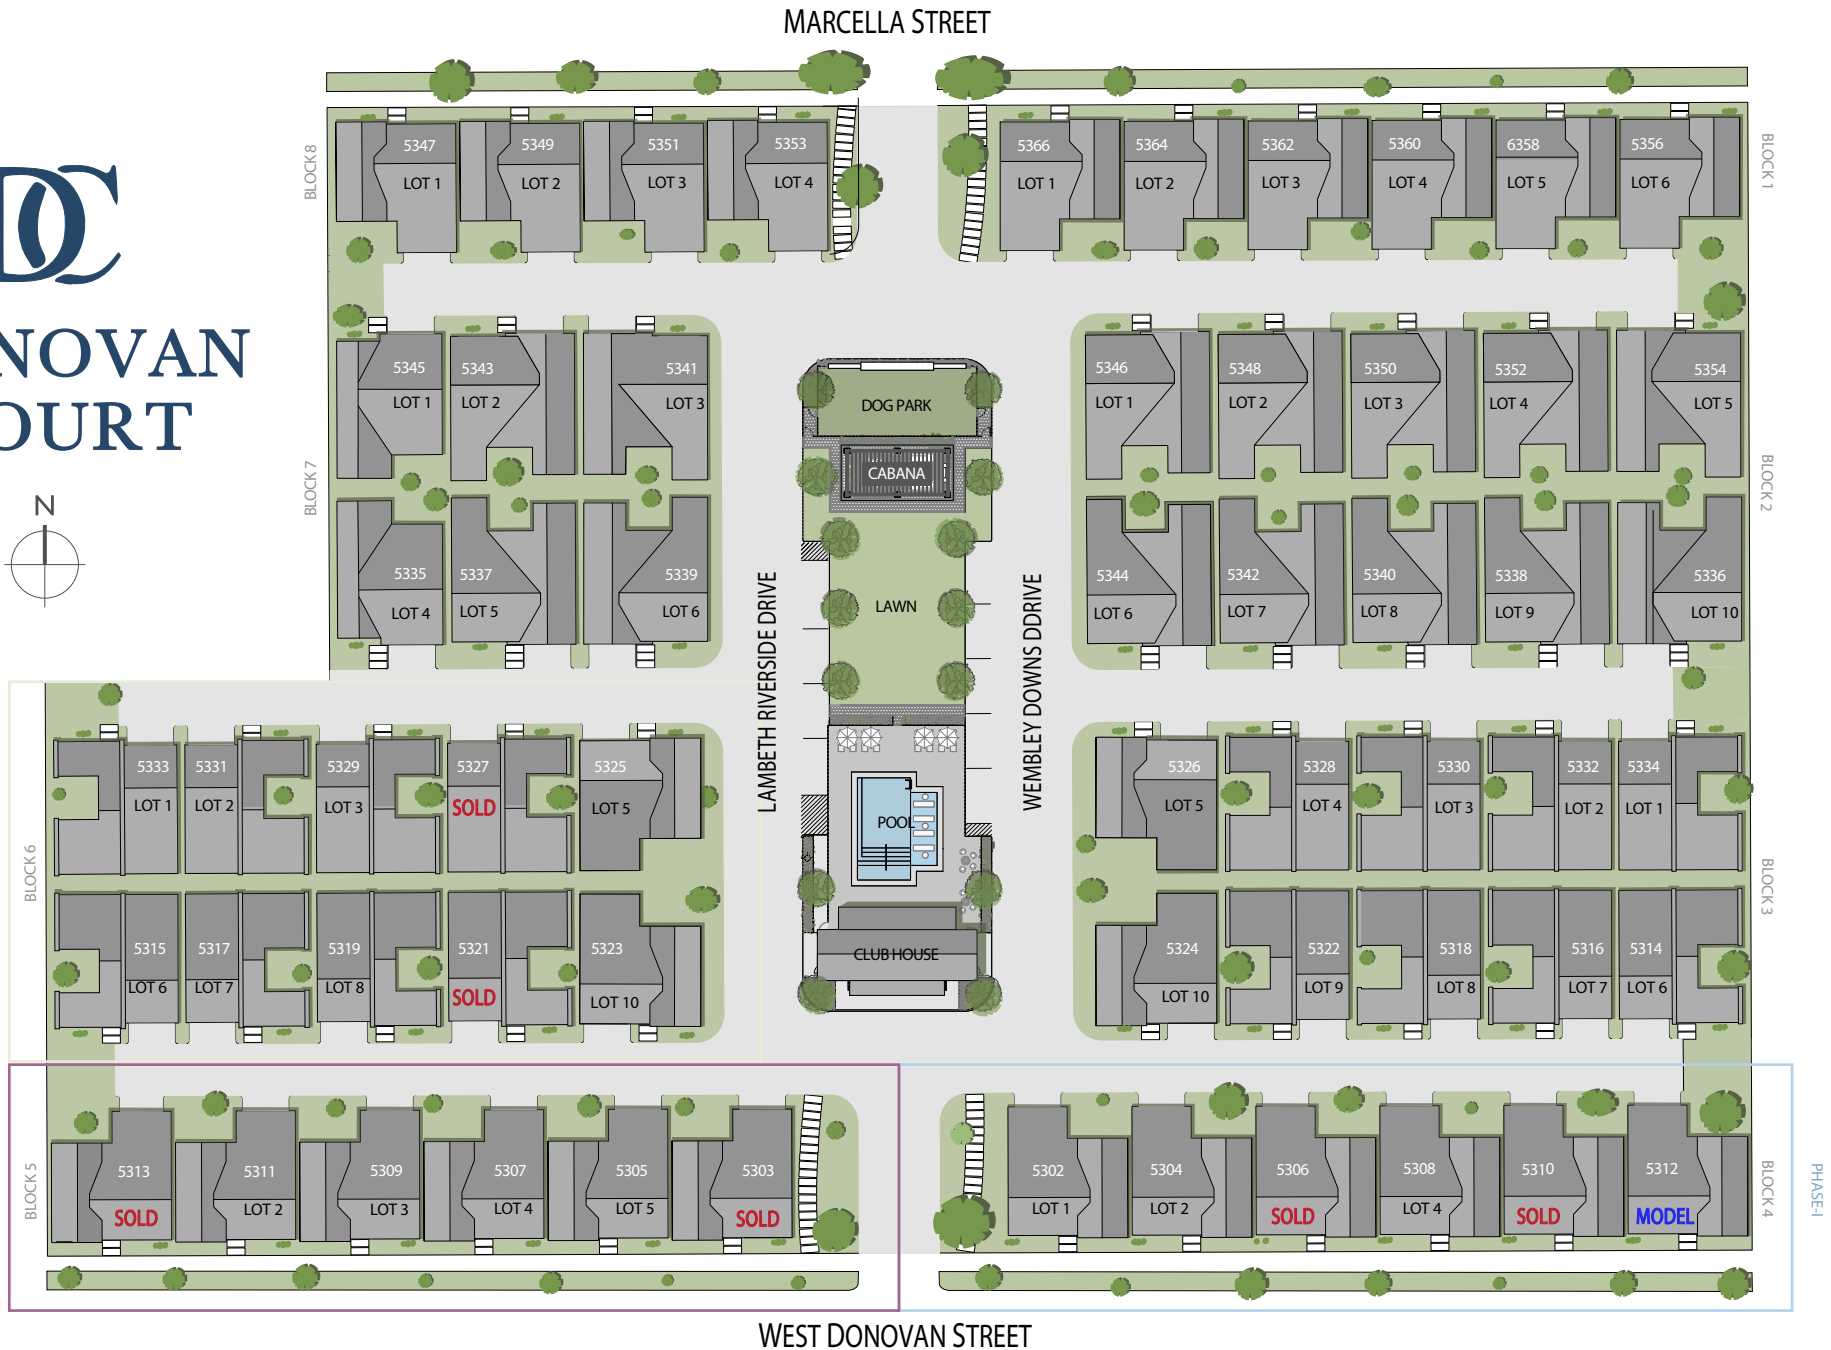 MARCELLA STREET
BLOCK 8
5347
LOT 1
5349
LOT 2
5351
LOT 3
5353
LOT 4
5366
LOT 1
5364
LOT 2
5362
LOT 3
5360
LOT 4
6358
LOT 5
5356
LOT 6
BLOCK 1
DC
NOVAN
OURT
N
BLOCK 7
5345
LOT 1
5343
LOT 2
5341
LOT 3
5335
LOT 4
5337
LOT 5
5339
LOT 6
DOG PARK
CABANA
LAWN
POOL
CLUB HOUSE
LAMBETH RIVERSIDE DRIVE
WEMBLEY DOWNS DDRIVE
5346
LOT 1
5348
LOT 2
5350
LOT 3
5352
LOT 4
5354
LOT 5
5344
LOT 6
5342
LOT 7
5340
LOT 8
5338
LOT 9
5336
LOT 10
BLOCK 2
BLOCK 6
5333
LOT 1
5331
LOT 2
5329
LOT 3
5327
SOLD
5325
LOT 5
5315
LOT 6
5317
LOT 7
5319
LOT 8
5321
SOLD
5323
LOT 10
5326
LOT 5
5328
LOT 4
5330
LOT 3
5332
LOT 2
5334
LOT 1
5324
LOT 10
5322
LOT 9
5318
LOT 8
5316
LOT 7
5314
LOT 6
BLOCK 3
BLOCK 5
5313
SOLD
5311
LOT 2
5309
LOT 3
5307
LOT 4
5305
LOT 5
5303
SOLD
5302
LOT 1
5304
LOT 2
5306
SOLD
5308
LOT 4
5310
SOLD
5312
MODEL
BLOCK 4
PHASE-I
WEST DONOVAN STREET